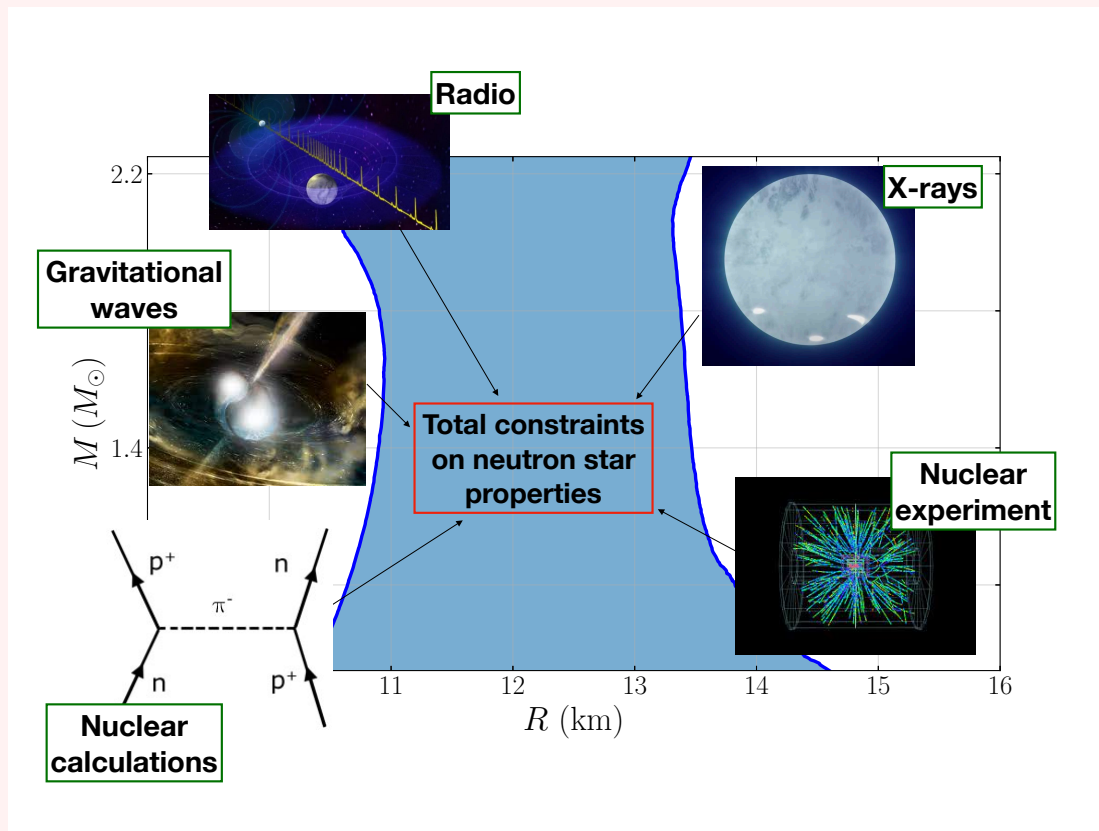 Radio
X-rays
2.2
Gravitational
waves
M (M⊙)
1.4
Total constraints
on neutron star
properties
Nuclear
experiment
p⁺
n
π⁻
n
p⁺
11
12
13
14
15
16
R (km)
Nuclear
calculations